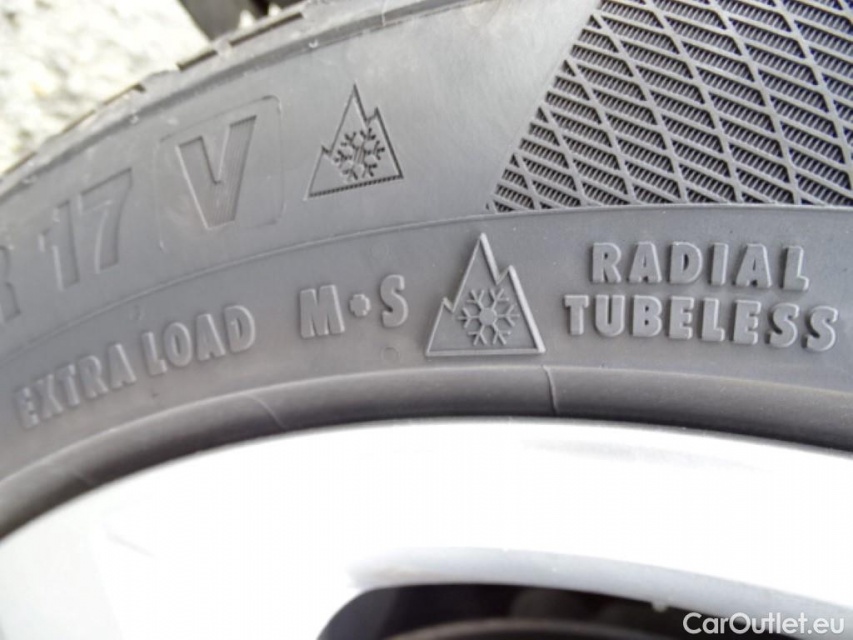 R 17 V
EXTRA LOAD M+S
RADIAL
TUBELESS
CarOutlet.eu